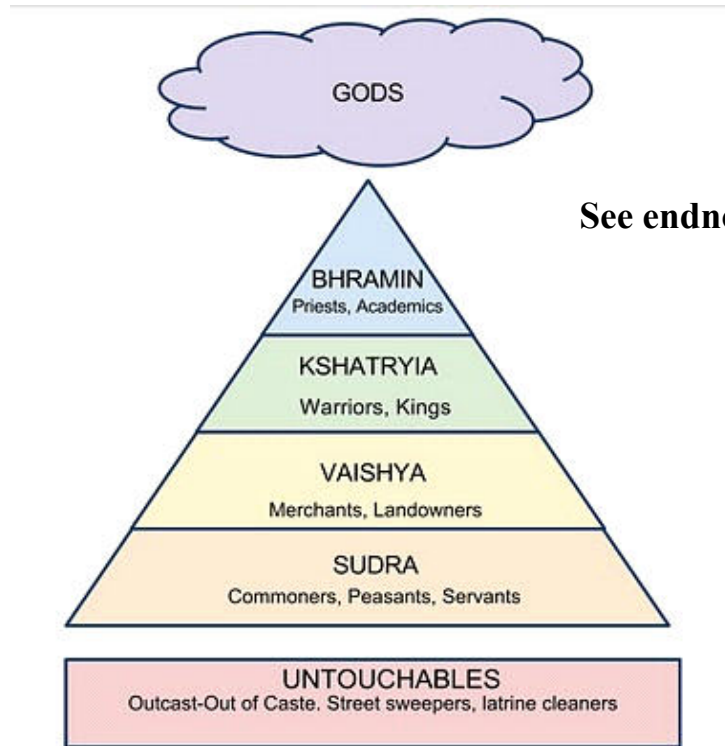 GODS
See endn
BHRAMIN
Priests, Academics
KSHATRYIA
Warriors, Kings
VAISHYA
Merchants, Landowners
SUDRA
Commoners, Peasants, Servants
UNTOUCHABLES
Outcast-Out of Caste. Street sweepers, latrine cleaners